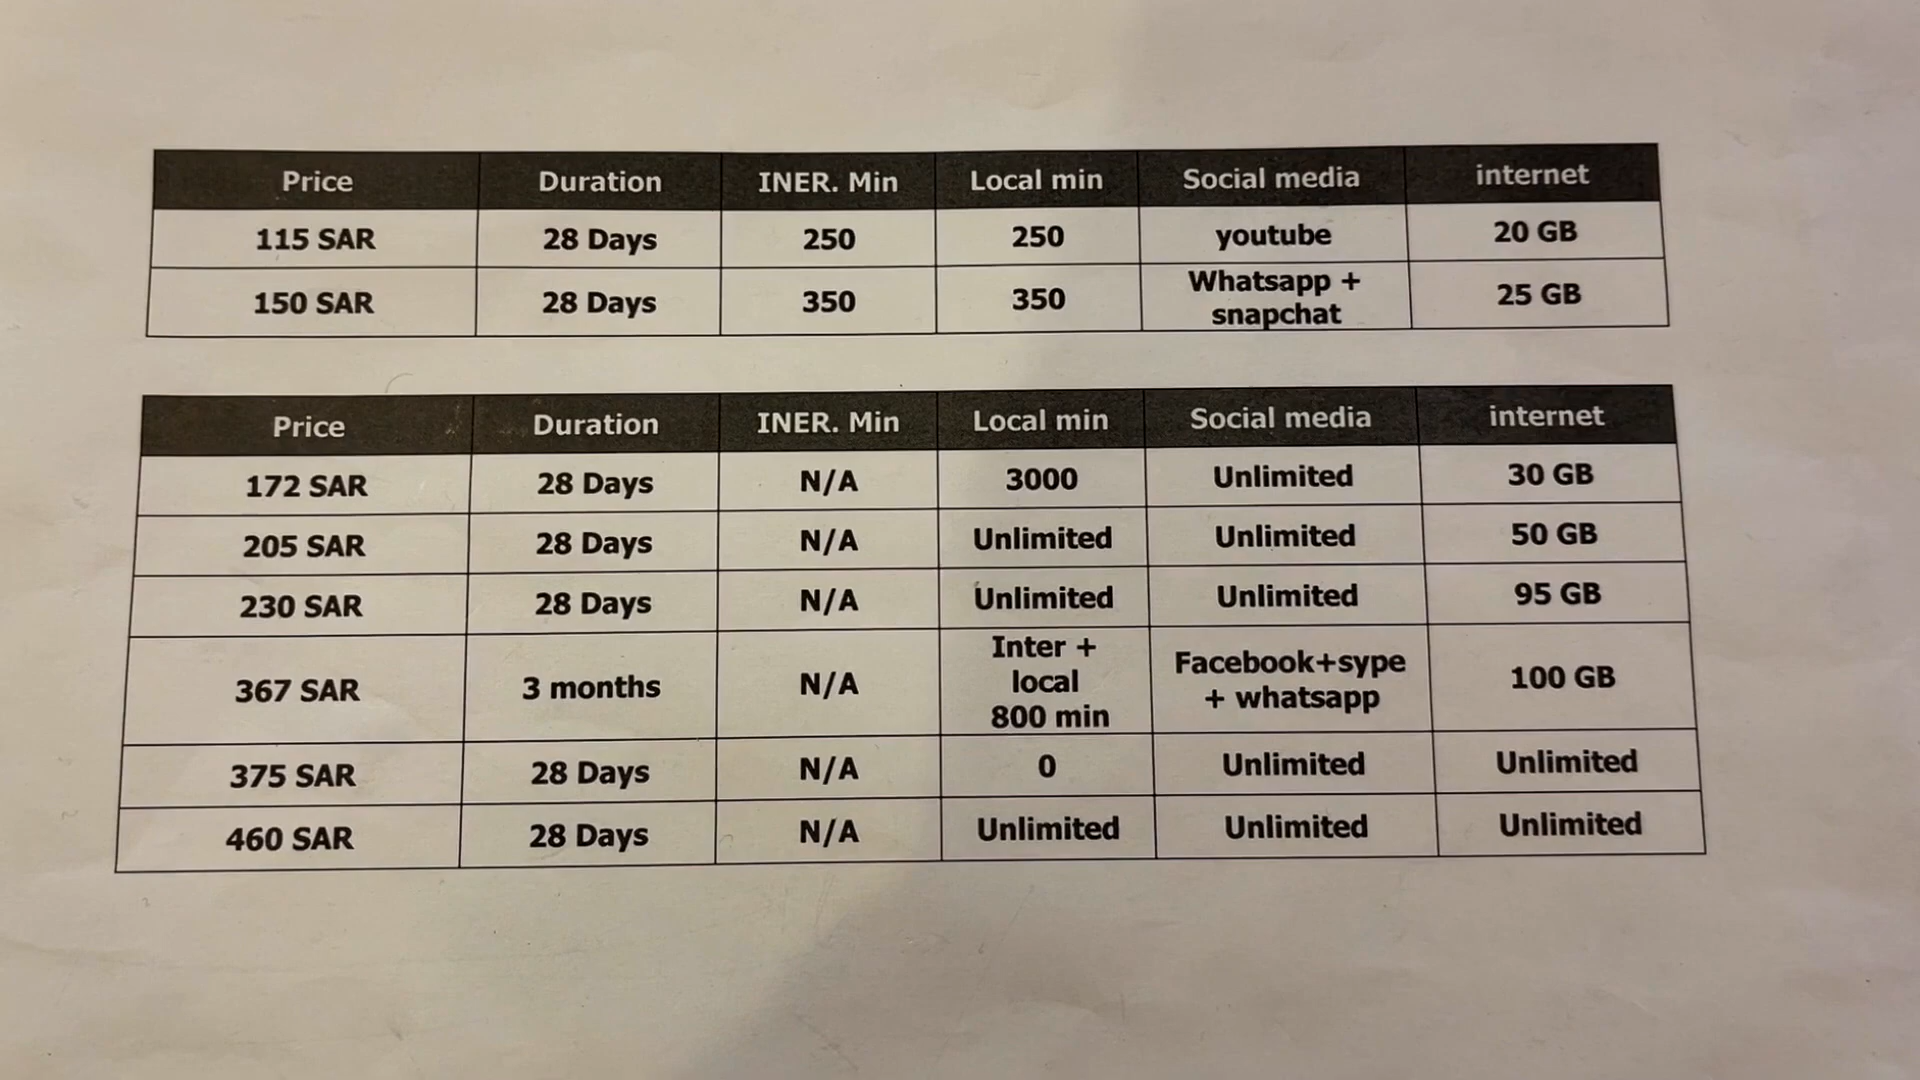 Price Duration INER. Min Local min Social media internet
115 SAR 28 Days 250 250 youtube 20 GB
150 SAR 28 Days 350 350 Whatsapp + snapchat 25 GB
Price Duration INER. Min Local min Social media internet
172 SAR 28 Days N/A 3000 Unlimited 30 GB
205 SAR 28 Days N/A Unlimited Unlimited 50 GB
230 SAR 28 Days N/A Unlimited Unlimited 95 GB
367 SAR 3 months N/A Inter + local 800 min Facebook+sype + whatsapp 100 GB
375 SAR 28 Days N/A 0 Unlimited Unlimited
460 SAR 28 Days N/A Unlimited Unlimited Unlimited